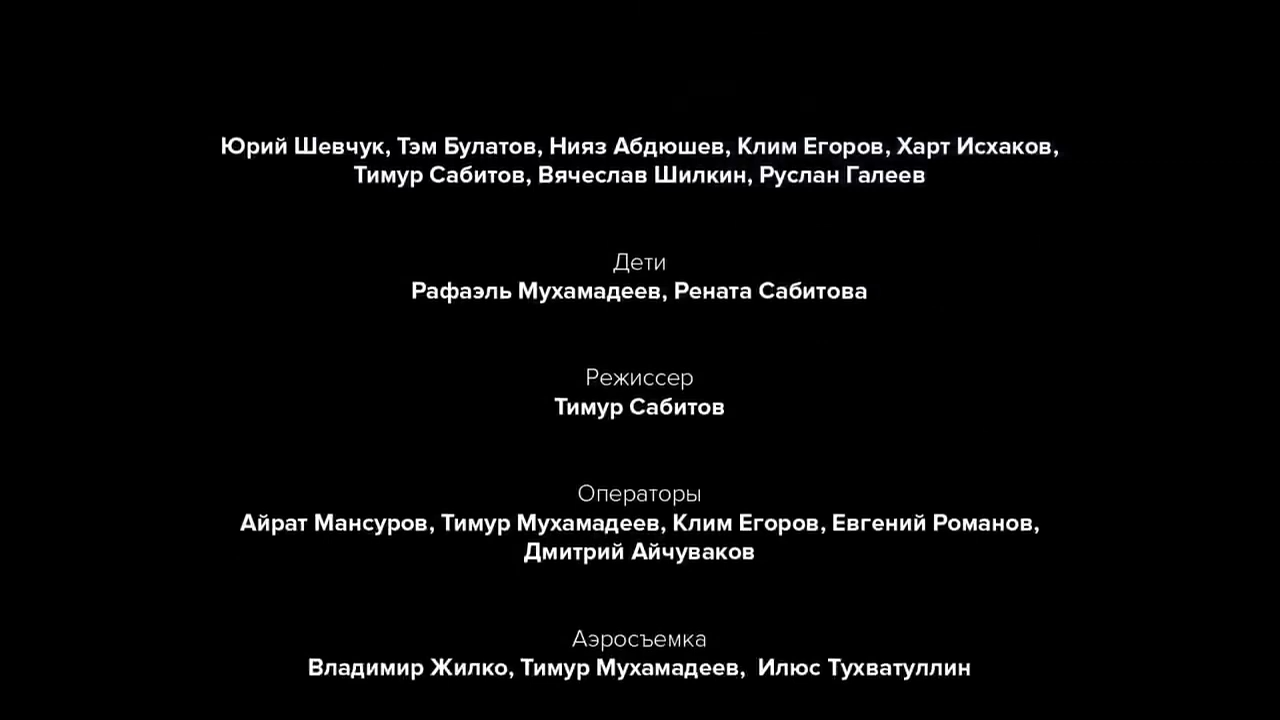 Юрий Шевчук, Тэм Булатов, Нияз Абдюшев, Клим Егоров, Харт Исхаков,
Тимур Сабитов, Вячеслав Шилкин, Руслан Галеев
Дети
Рафаэль Мухамадеев, Рената Сабитова
Режиссер
Тимур Сабитов
Операторы
Айрат Мансуров, Тимур Мухамадеев, Клим Егоров, Евгений Романов,
Дмитрий Айчуваков
Аэросъемка
Владимир Жилко, Тимур Мухамадеев, Илюс Тухватуллин